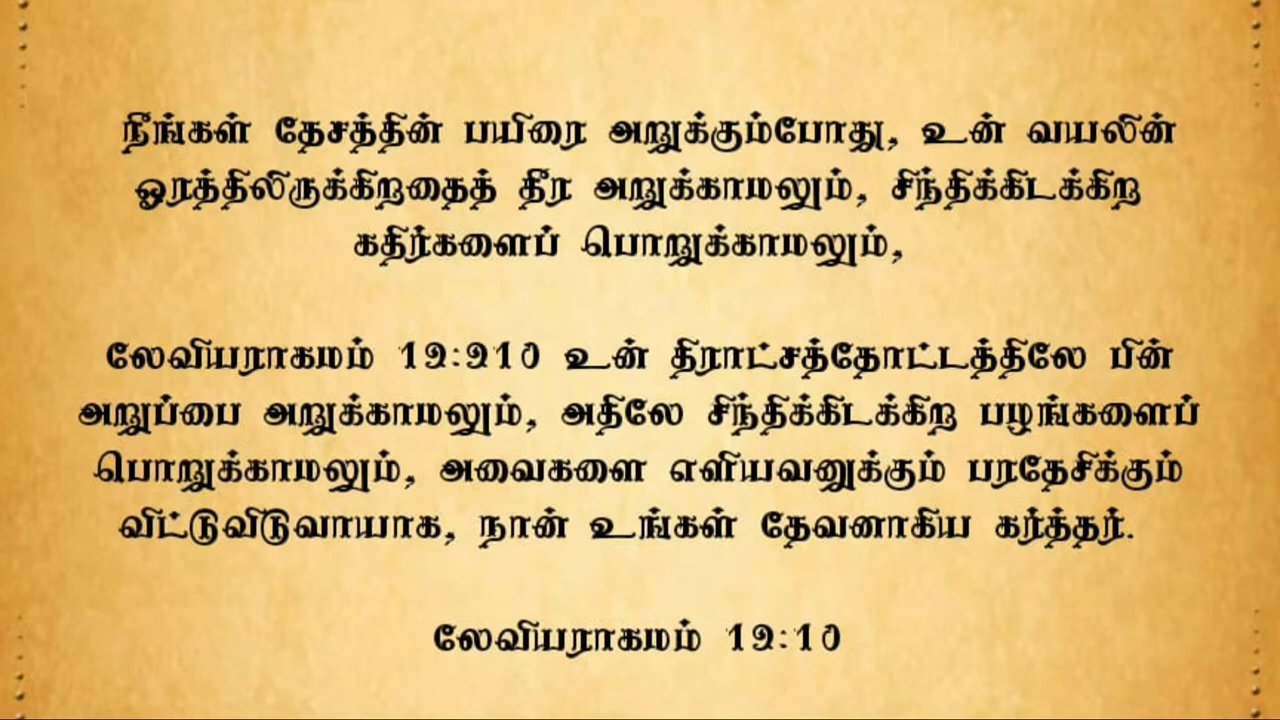 நீங்கள் தேசத்தின் பயிரை அறுக்கும்போது, உன் வயலின்
ஓரத்திலிருக்கிறதைத் தீர அறுக்காமலும், சிந்திக்கிடக்கிற
கதிர்களைப் பொறுக்காமலும்,
லேவியராகமம் 19:910 உன் திராட்சத்தோட்டத்திலே பின்
அறுப்பை அறுக்காமலும், அதிலே சிந்திக்கிடக்கிற பழங்களைப்
பொறுக்காமலும், அவைகளை எளியவனுக்கும் பரதேசிக்கும்
விட்டுவிடுவாயாக, நான் உங்கள் தேவனாகிய கர்த்தர்.
லேவியராகமம் 19:10